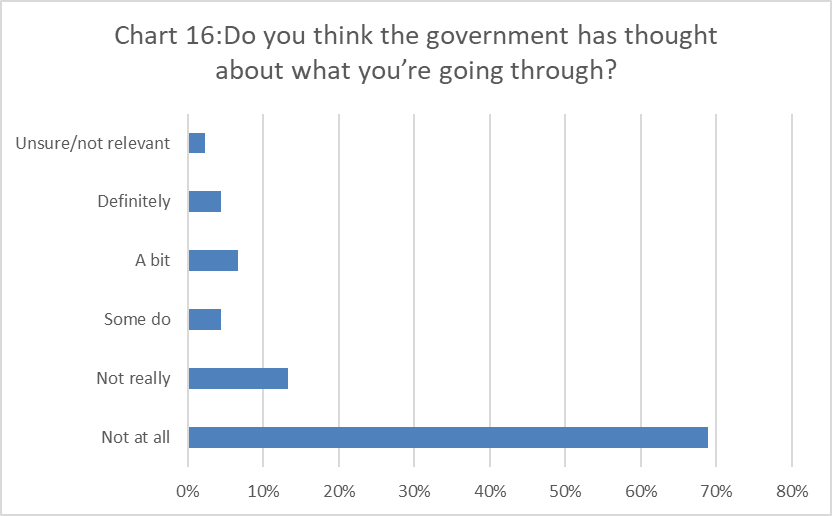 Chart 16:Do you think the government has thought
about what you’re going through?
Unsure/not relevant
Definitely
A bit
Some do
Not really
Not at all
0% 10% 20% 30% 40% 50% 60% 70% 80%